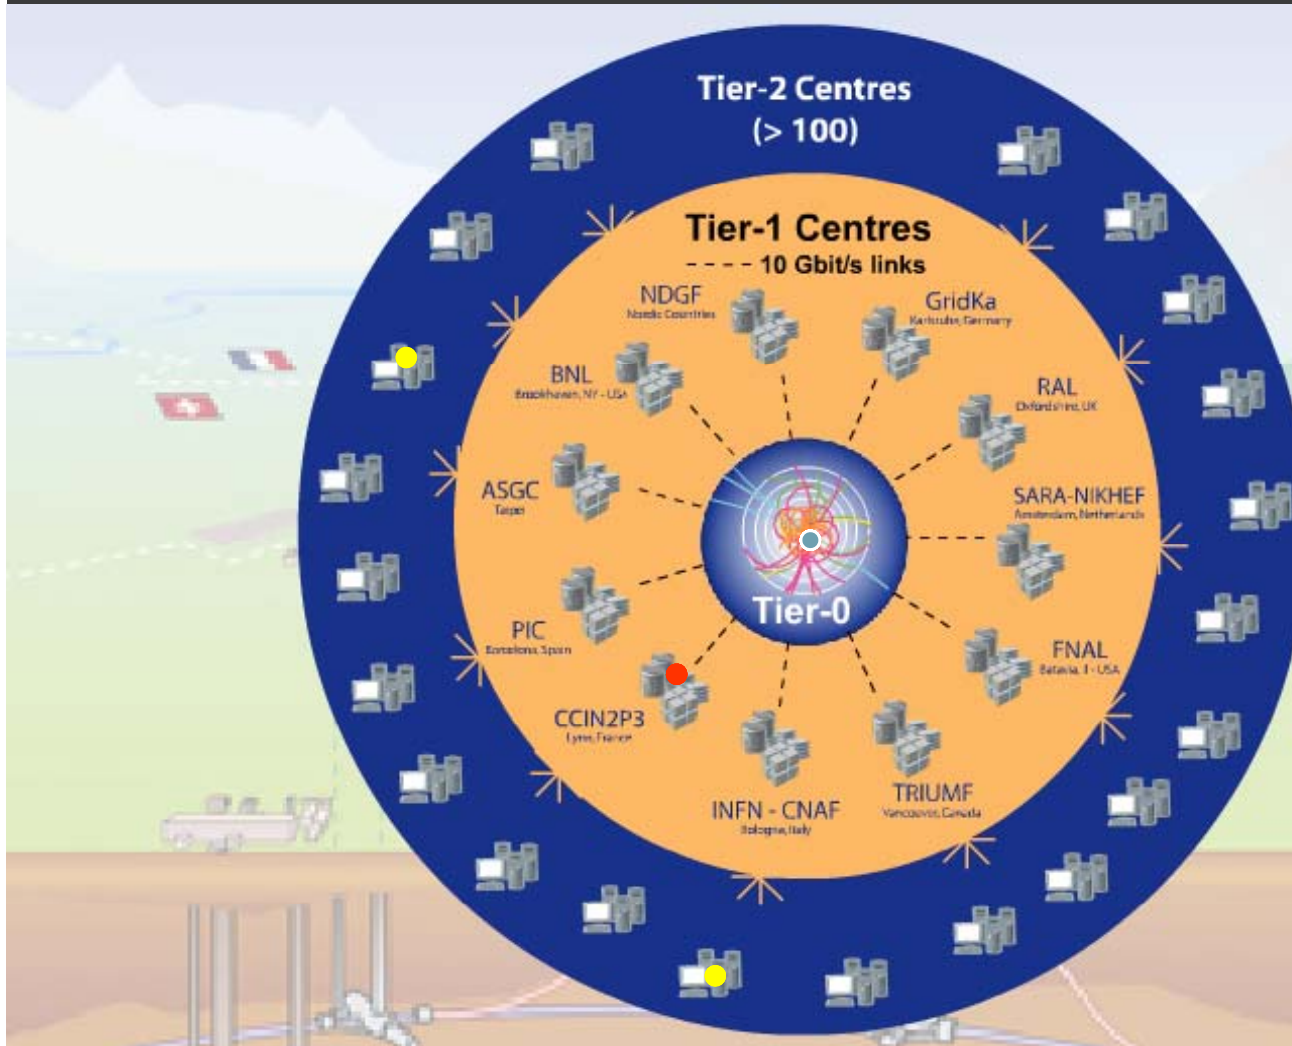 Tier-2 Centres
(> 100)
Tier-1 Centres
---- 10 Gbit/s links
NDGF
Nordic Countries
GridKa
Karlsruhe, Germany
BNL
Brookhaven, NY - USA
RAL
Oxfordshire, UK
ASGC
Taipei
SARA-NIKHEF
Amsterdam, Netherlands
Tier-0
PIC
Barcelona, Spain
FNAL
Batavia, Il - USA
CCIN2P3
Lyon, France
INFN - CNAF
Bologna, Italy
TRIUMF
Vancouver, Canada